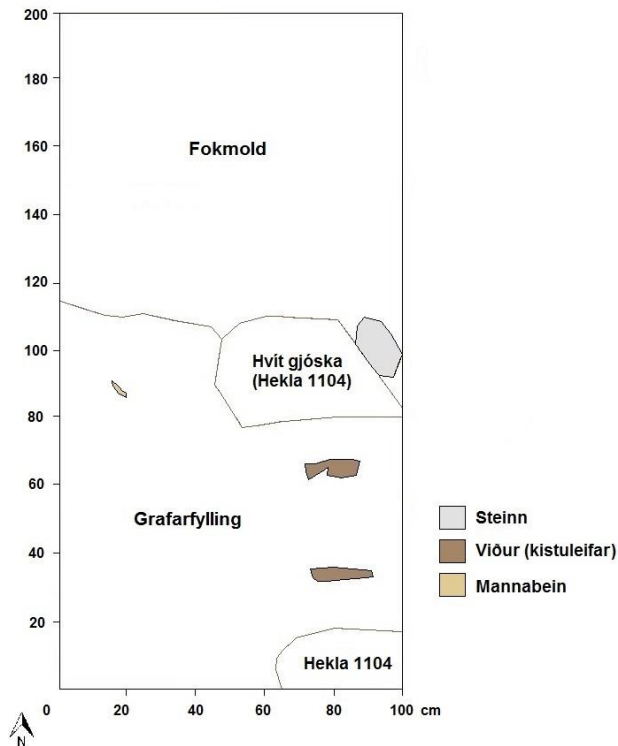 200
180
160
Fokmold
140
120
100
Hvít gjóska
(Hekla 1104)
80
60
Grafarfylling
Steinn
Viður (kistuleifar)
40
Mannabein
20
Hekla 1104
0 20 40 60 80 100 cm
N